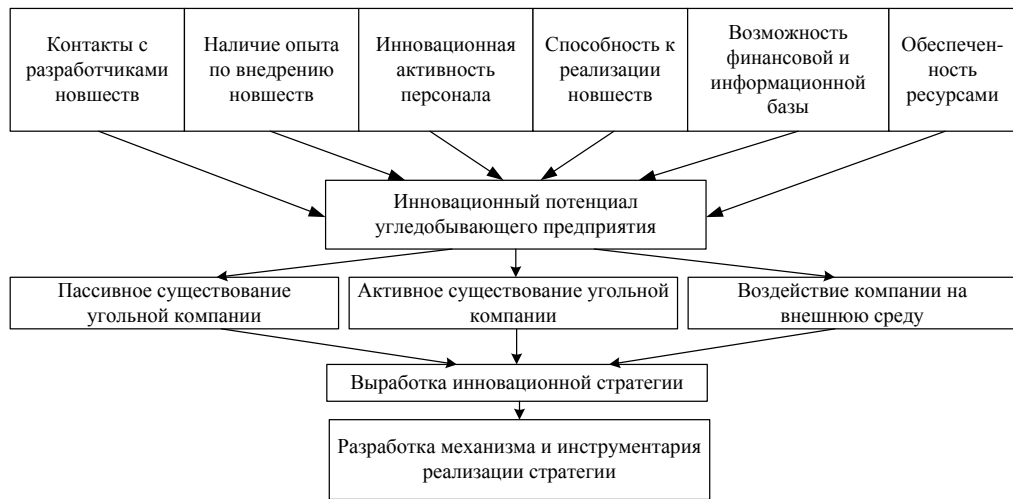 Контакты с
разработчиками
новшеств
Наличие опыта
по внедрению
новшеств
Инновационная
активность
персонала
Способность к
реализации
новшеств
Возможность
финансовой и
информационной
базы
Обеспечен-
ность
ресурсами
Инновационный потенциал
угледобывающего предприятия
Пассивное существование
угольной компании
Активное существование угольной
компании
Воздействие компании на
внешнюю среду
Выработка инновационной стратегии
Разработка механизма и инструментария
реализации стратегии